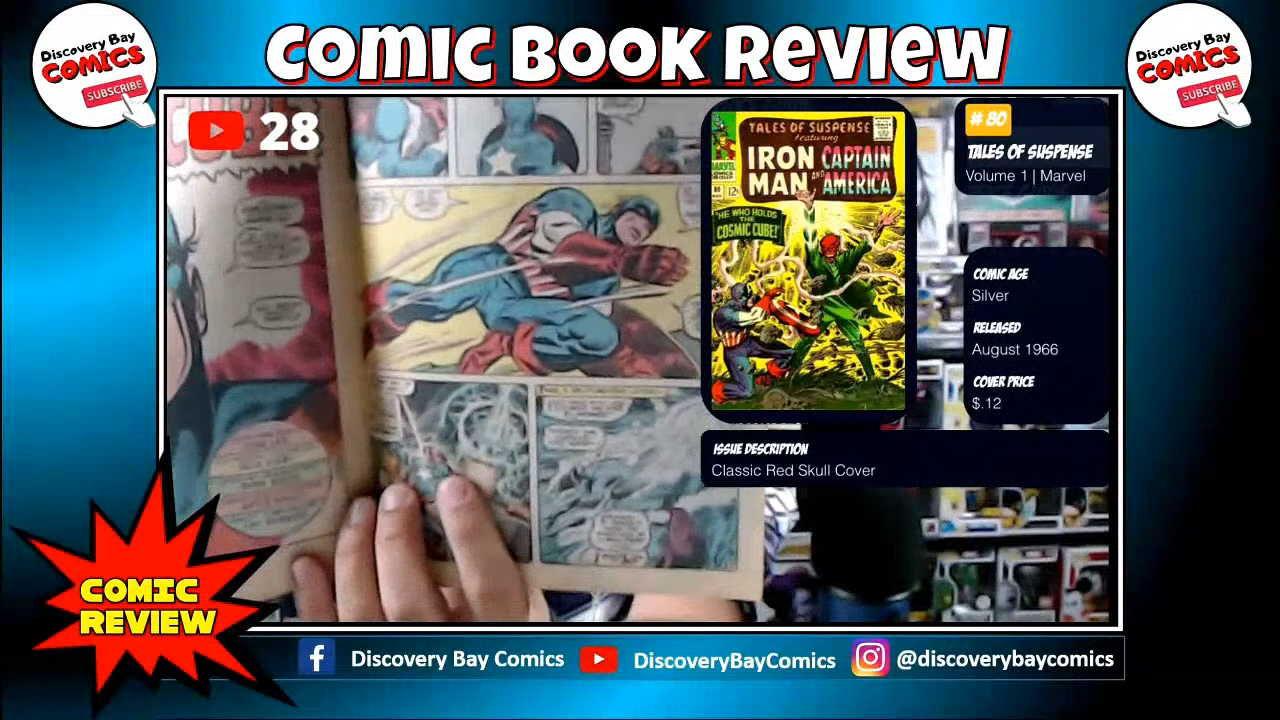 Discovery Bay
COMICS
SUBSCRIBE
COMIC BOOK REVIEW
Discovery Bay
COMICS
SUBSCRIBE
28
TALES OF SUSPENSE
featuring
IRON MAN AND CAPTAIN AMERICA
MARVEL
COMICS
GROUP
80
12¢
"HE WHO HOLDS
THE
COSMIC CUBE!"
# 80
TALES OF SUSPENSE
Volume 1 | Marvel
COMIC AGE
Silver
RELEASED
August 1966
COVER PRICE
$.12
ISSUE DESCRIPTION
Classic Red Skull Cover
COMIC
REVIEW
Discovery Bay Comics
DiscoveryBayComics
@discoverybaycomics